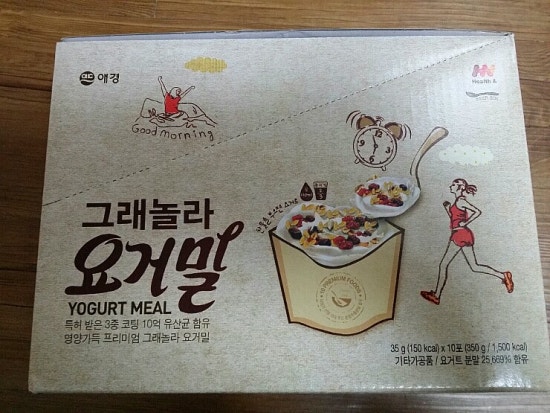 애경
Health &
Good morning
그래놀라
요거밀
YOGURT MEAL
특허 받은 3중 코팅 10억 유산균 함유
영양가득 프리미엄 그래놀라 요거밀
PREMIUM FOODS
35 g (150 kcal) x 10포 (350 g / 1,500 kcal)
기타가공품 / 요거트 분말 25.669% 함유